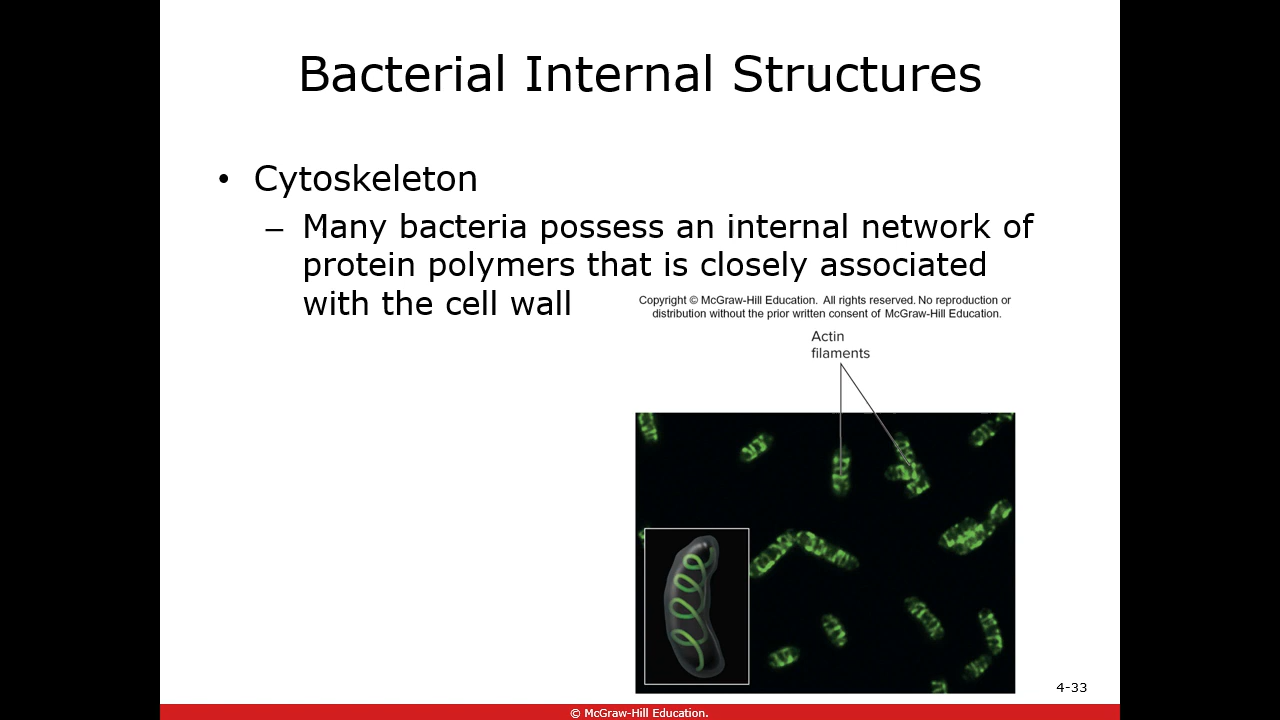 Bacterial Internal Structures
• Cytoskeleton
– Many bacteria possess an internal network of
protein polymers that is closely associated
with the cell wall
Copyright © McGraw-Hill Education. All rights reserved. No reproduction or
distribution without the prior written consent of McGraw-Hill Education.
Actin
filaments
4-33
© McGraw-Hill Education.